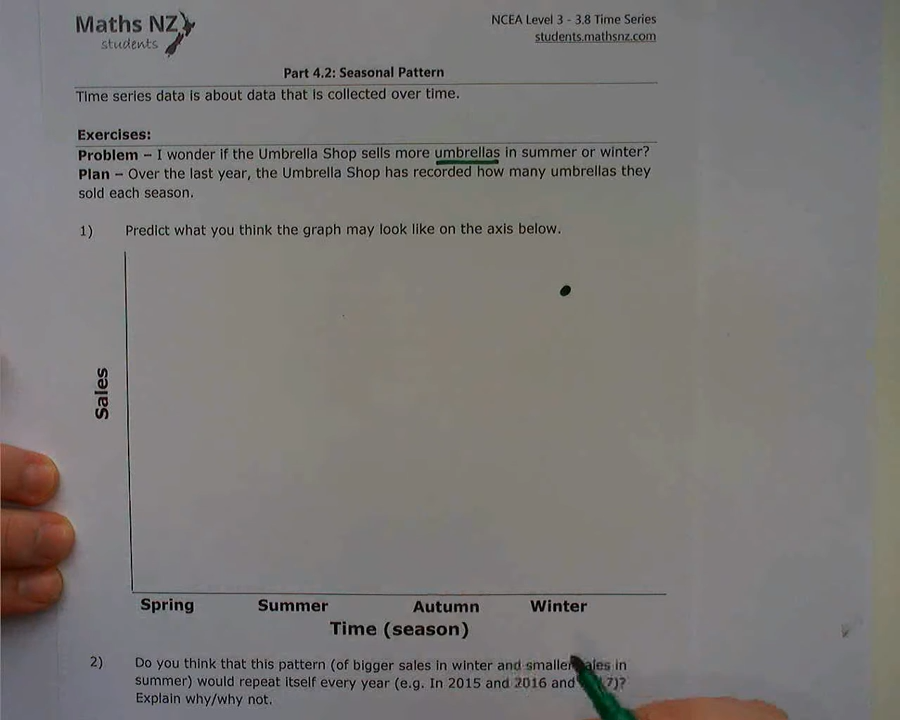 Maths NZ
students
NCEA Level 3 - 3.8 Time Series
students.mathsnz.com
Part 4.2: Seasonal Pattern
Time series data is about data that is collected over time.
Exercises:
Problem – I wonder if the Umbrella Shop sells more umbrellas in summer or winter?
Plan – Over the last year, the Umbrella Shop has recorded how many umbrellas they
sold each season.
1) Predict what you think the graph may look like on the axis below.
Sales
Spring Summer Autumn Winter
Time (season)
2) Do you think that this pattern (of bigger sales in winter and smaller in
summer) would repeat itself every year (e.g. In 2015 and 2016 and
Explain why/why not.